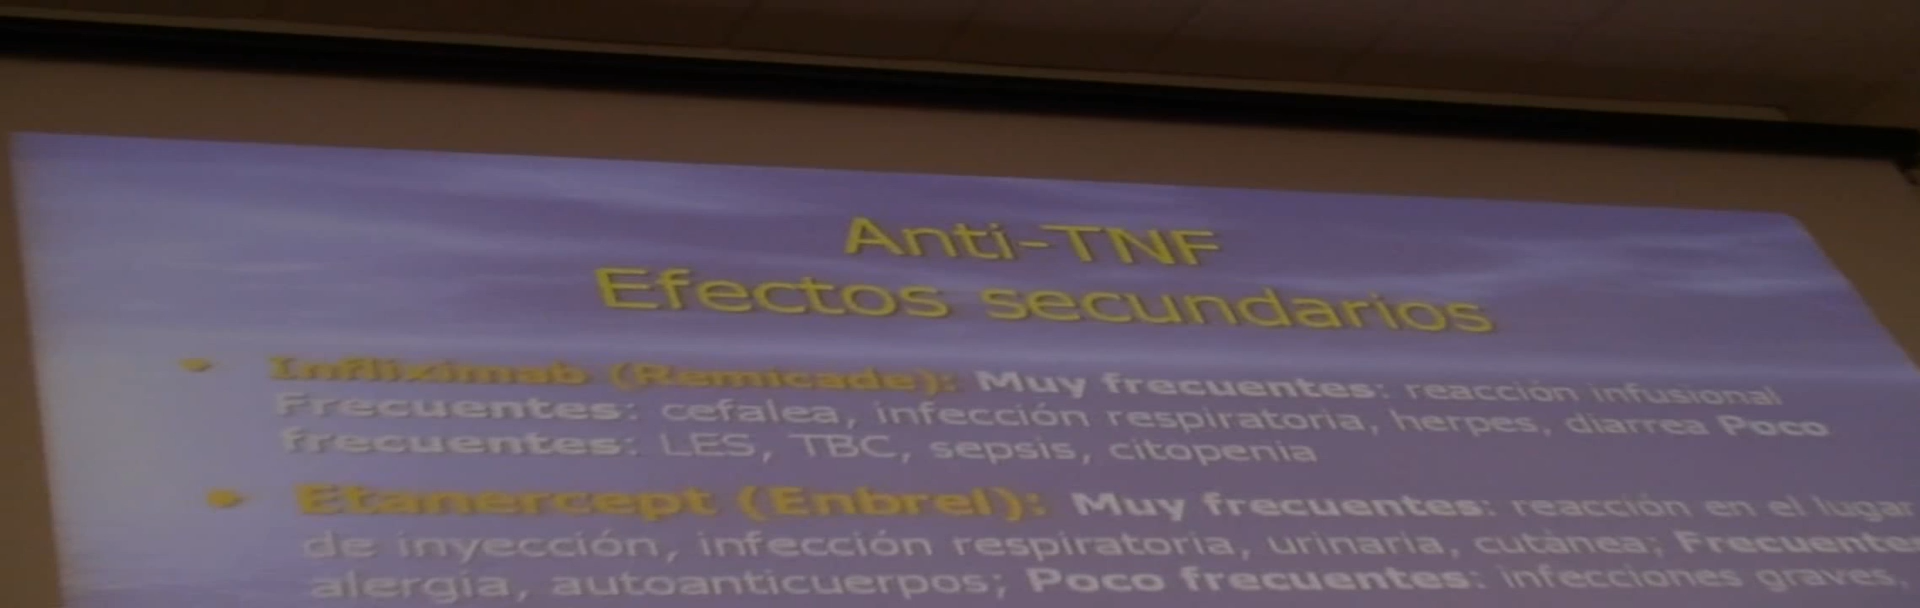 Anti-TNF
Efectos secundarios
• Infliximab (Remicade): Muy frecuentes: reacción infusional
Frecuentes: cefalea, infección respiratoria, herpes, diarrea Poco
frecuentes: LES, TBC, sepsis, citopenia
• Etanercept (Enbrel): Muy frecuentes: reacción en el lugar
de inyección, infección respiratoria, urinaria, cutánea; Frecuentes
alergia, autoanticuerpos; Poco frecuentes: infecciones graves,